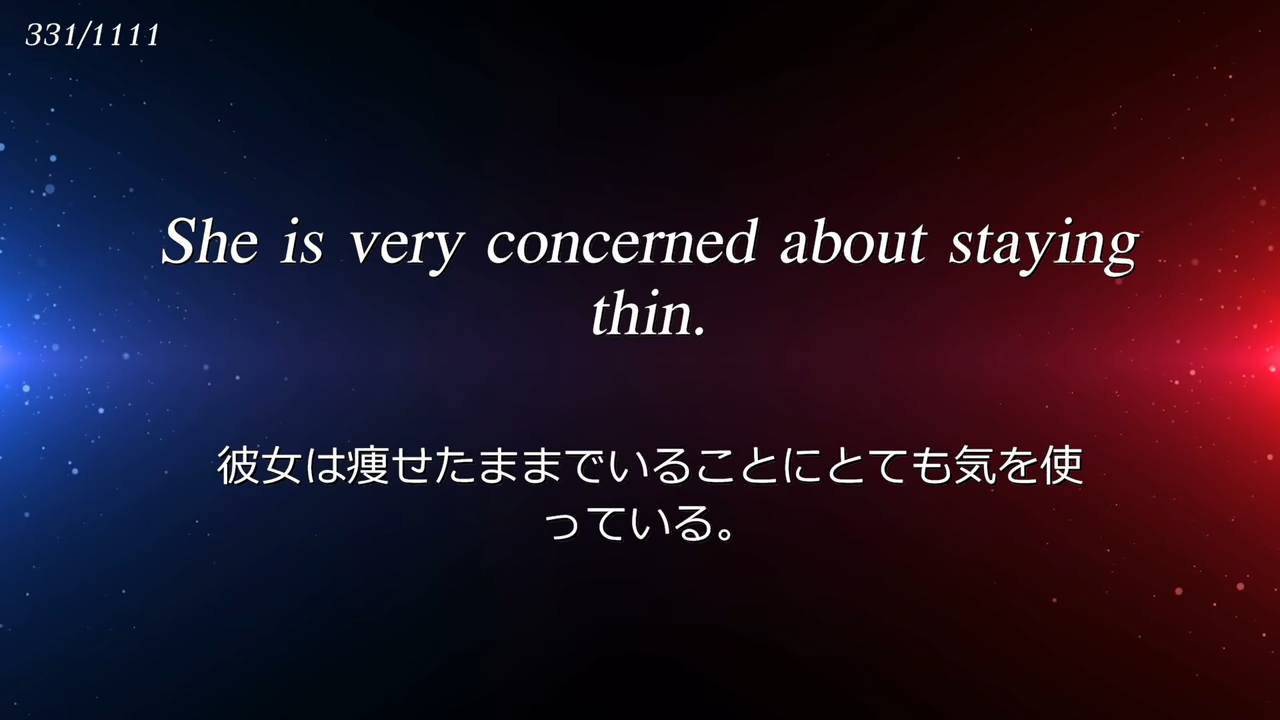 331/1111
She is very concerned about staying
thin.
彼女は痩せたままでいることにとても気を使
っている。